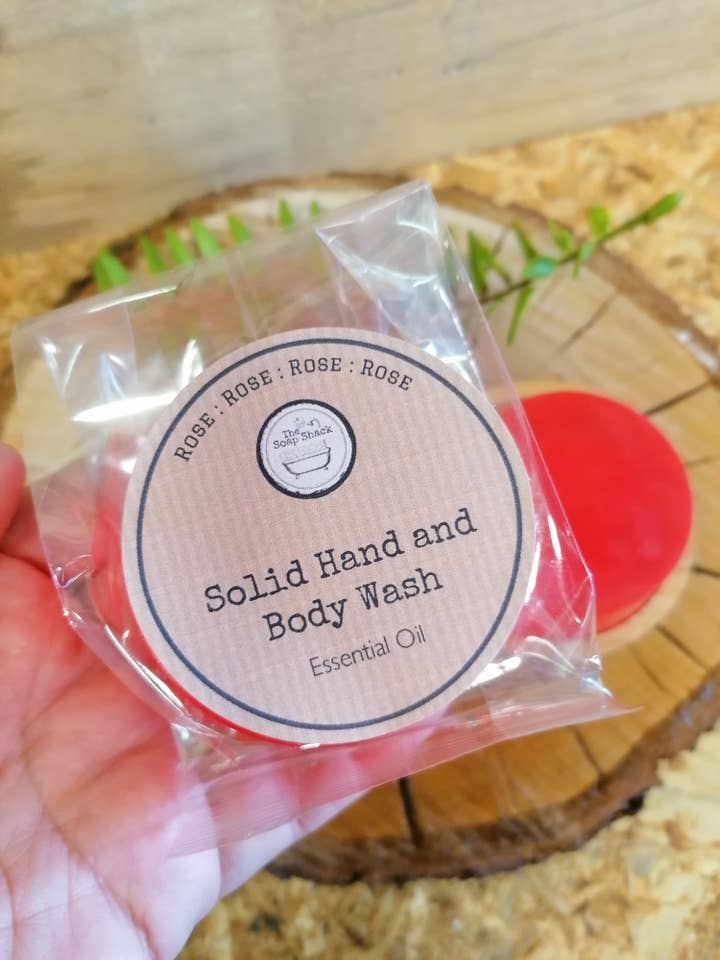 ROSE : ROSE : ROSE : ROSE
The
Soap Shack
Solid Hand and
Body Wash
Essential Oil